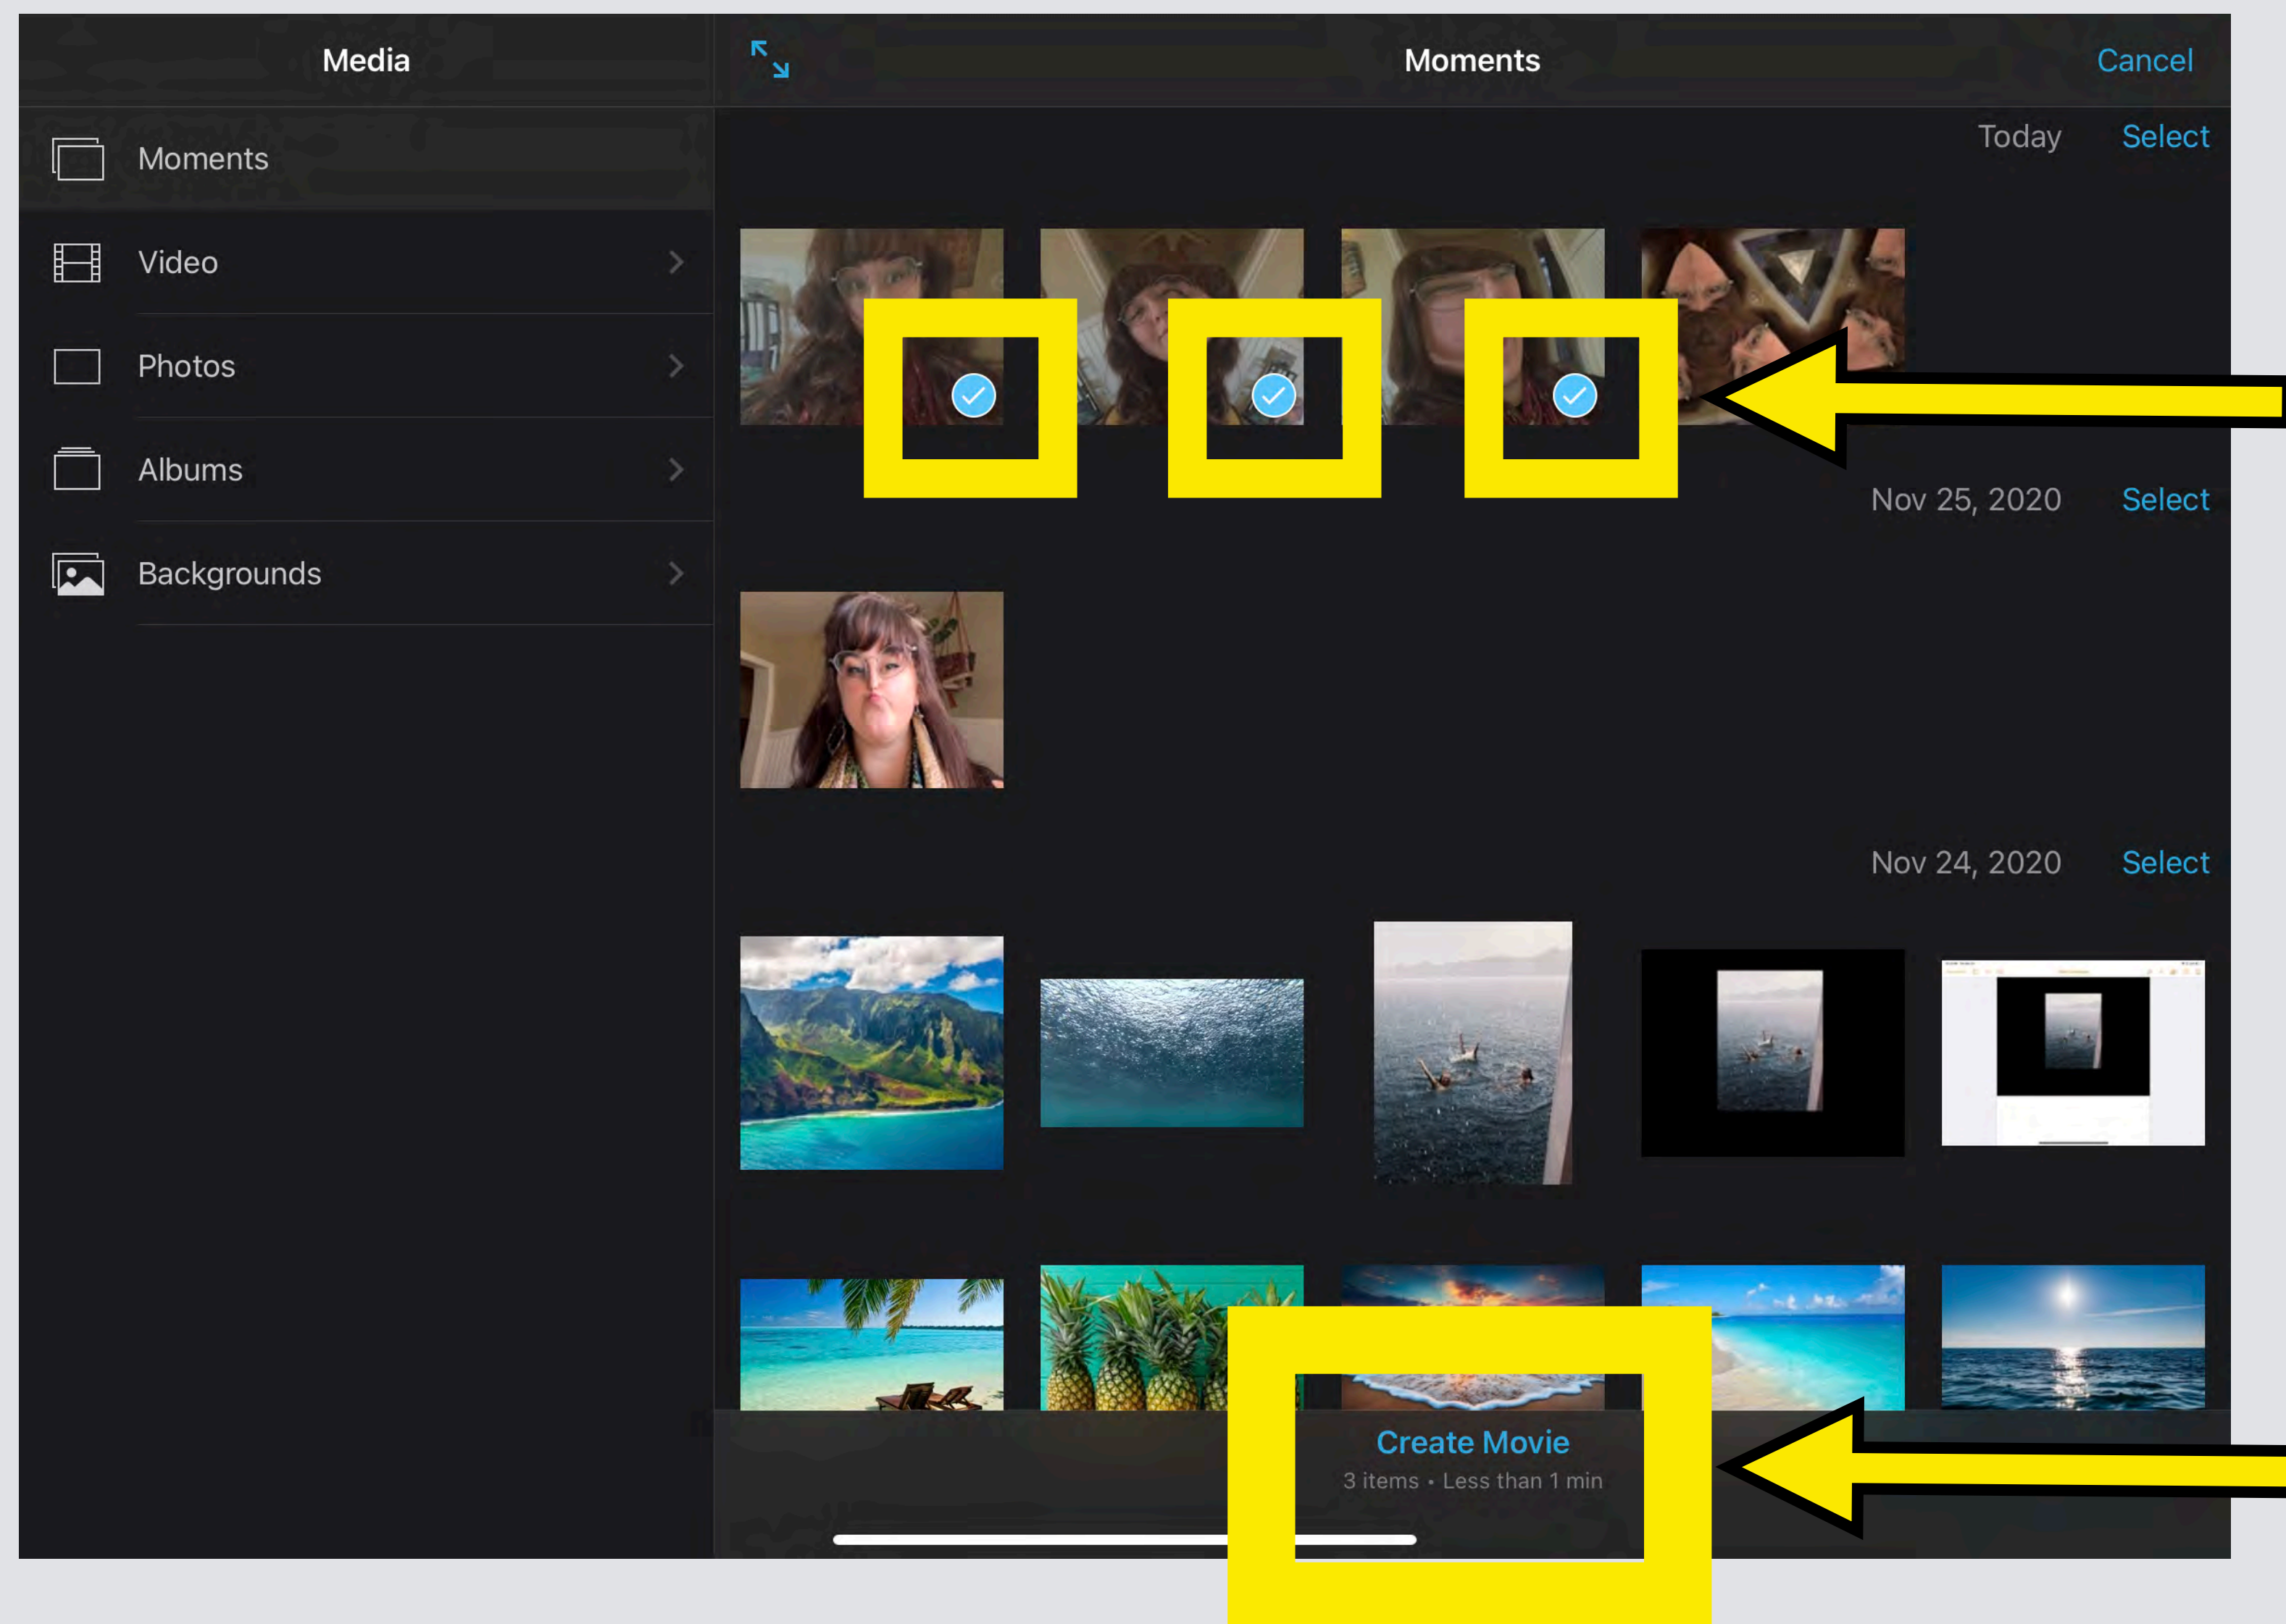 Media
Moments
Cancel
Moments
Video
Photos
Albums
Backgrounds
Today Select
Nov 25, 2020 Select
Nov 24, 2020 Select
Create Movie
3 items • Less than 1 min